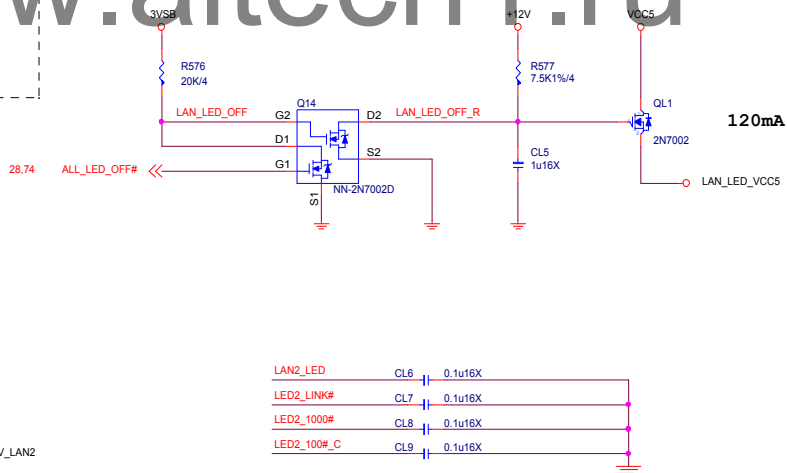 w.aitech1.ru
3VSB
+12V
VCC5
R576
20K/4
R577
7.5K1%/4
Q14
QL1
LAN_LED_OFF
G2
D2
LAN_LED_OFF_R
120mA
2N7002
D1
S2
CL5
1u16X
28,74
ALL_LED_OFF#
G1
NN-2N7002D
LAN_LED_VCC5
S1
LAN2_LED
CL6
0.1u16X
LED2_LINK#
CL7
0.1u16X
LED2_1000#
CL8
0.1u16X
LED2_100#_C
CL9
0.1u16X
V_LAN2